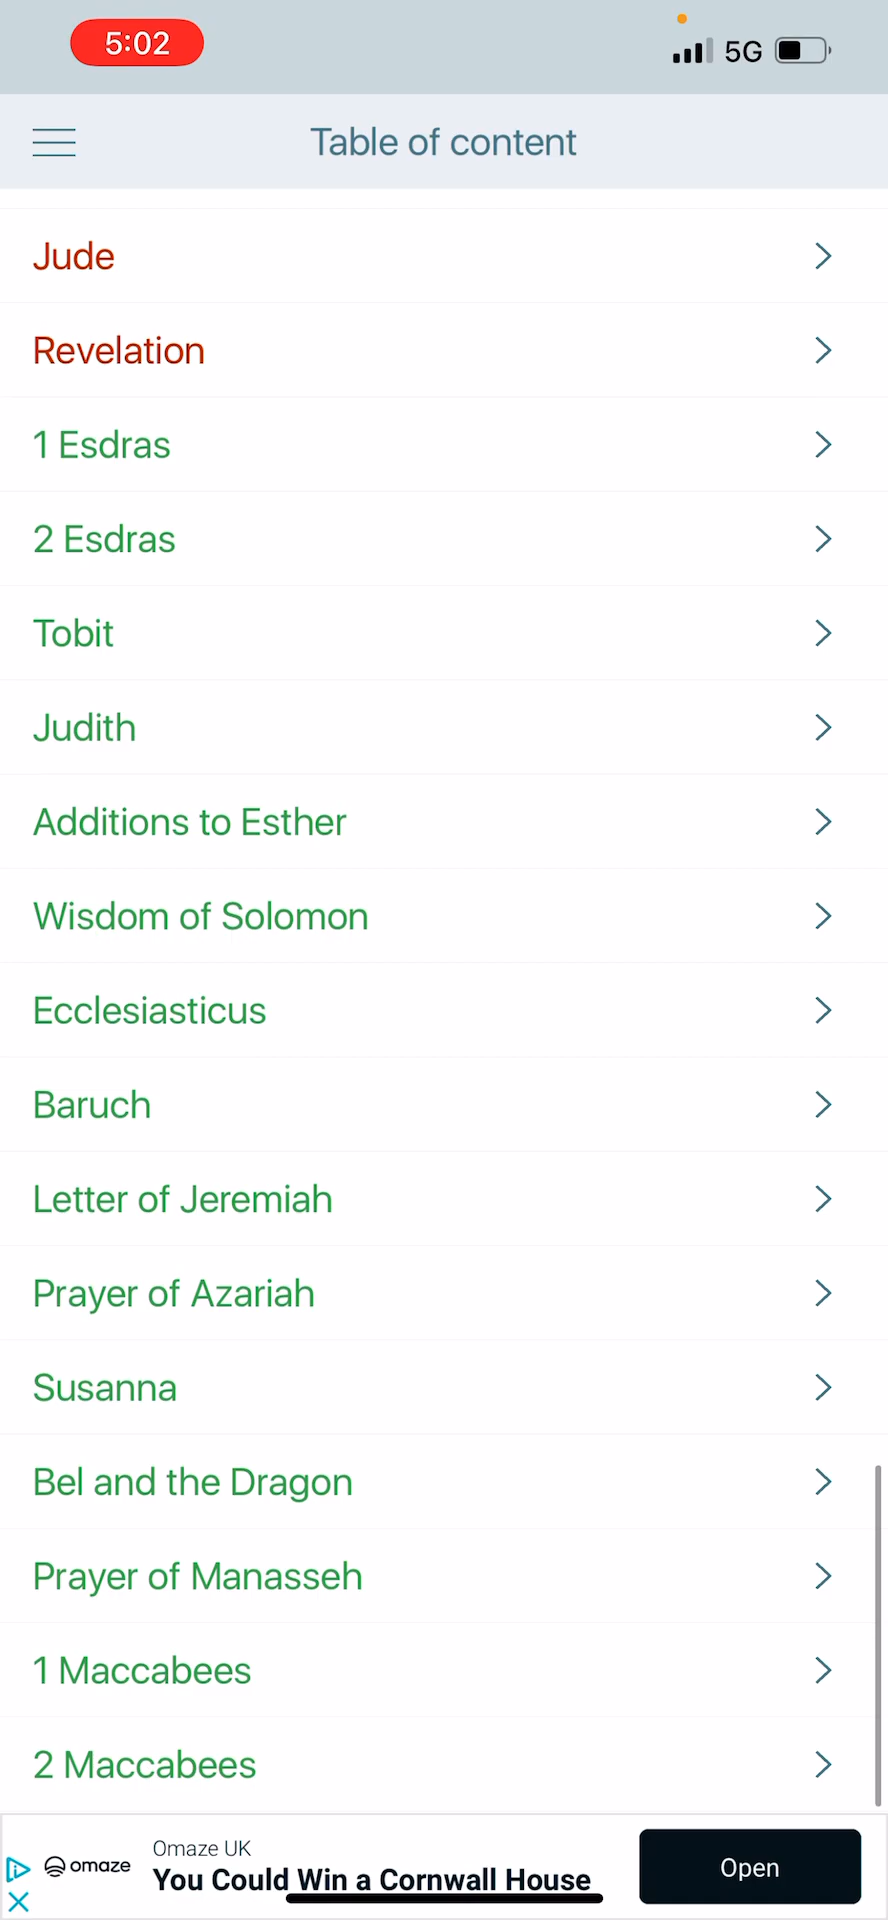 5:02
5G
Table of content
Jude
Revelation
1 Esdras
2 Esdras
Tobit
Judith
Additions to Esther
Wisdom of Solomon
Ecclesiasticus
Baruch
Letter of Jeremiah
Prayer of Azariah
Susanna
Bel and the Dragon
Prayer of Manasseh
1 Maccabees
2 Maccabees
omaze
Omaze UK
You Could Win a Cornwall House
Open